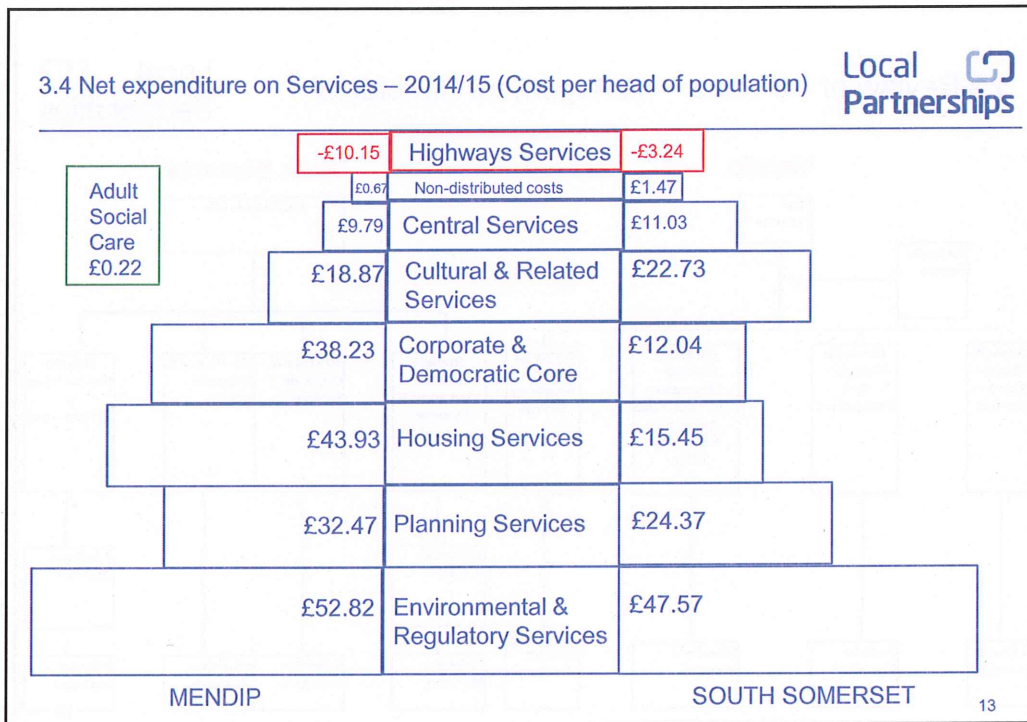 3.4 Net expenditure on Services – 2014/15 (Cost per head of population)
Local
Partnerships
Adult
Social
Care
£0.22
-£10.15 Highways Services -£3.24
£0.67 Non-distributed costs £1.47
£9.79 Central Services £11.03
£18.87 Cultural & Related £22.73
Services
£38.23 Corporate & £12.04
Democratic Core
£43.93 Housing Services £15.45
£32.47 Planning Services £24.37
£52.82 Environmental & £47.57
Regulatory Services
MENDIP SOUTH SOMERSET
13